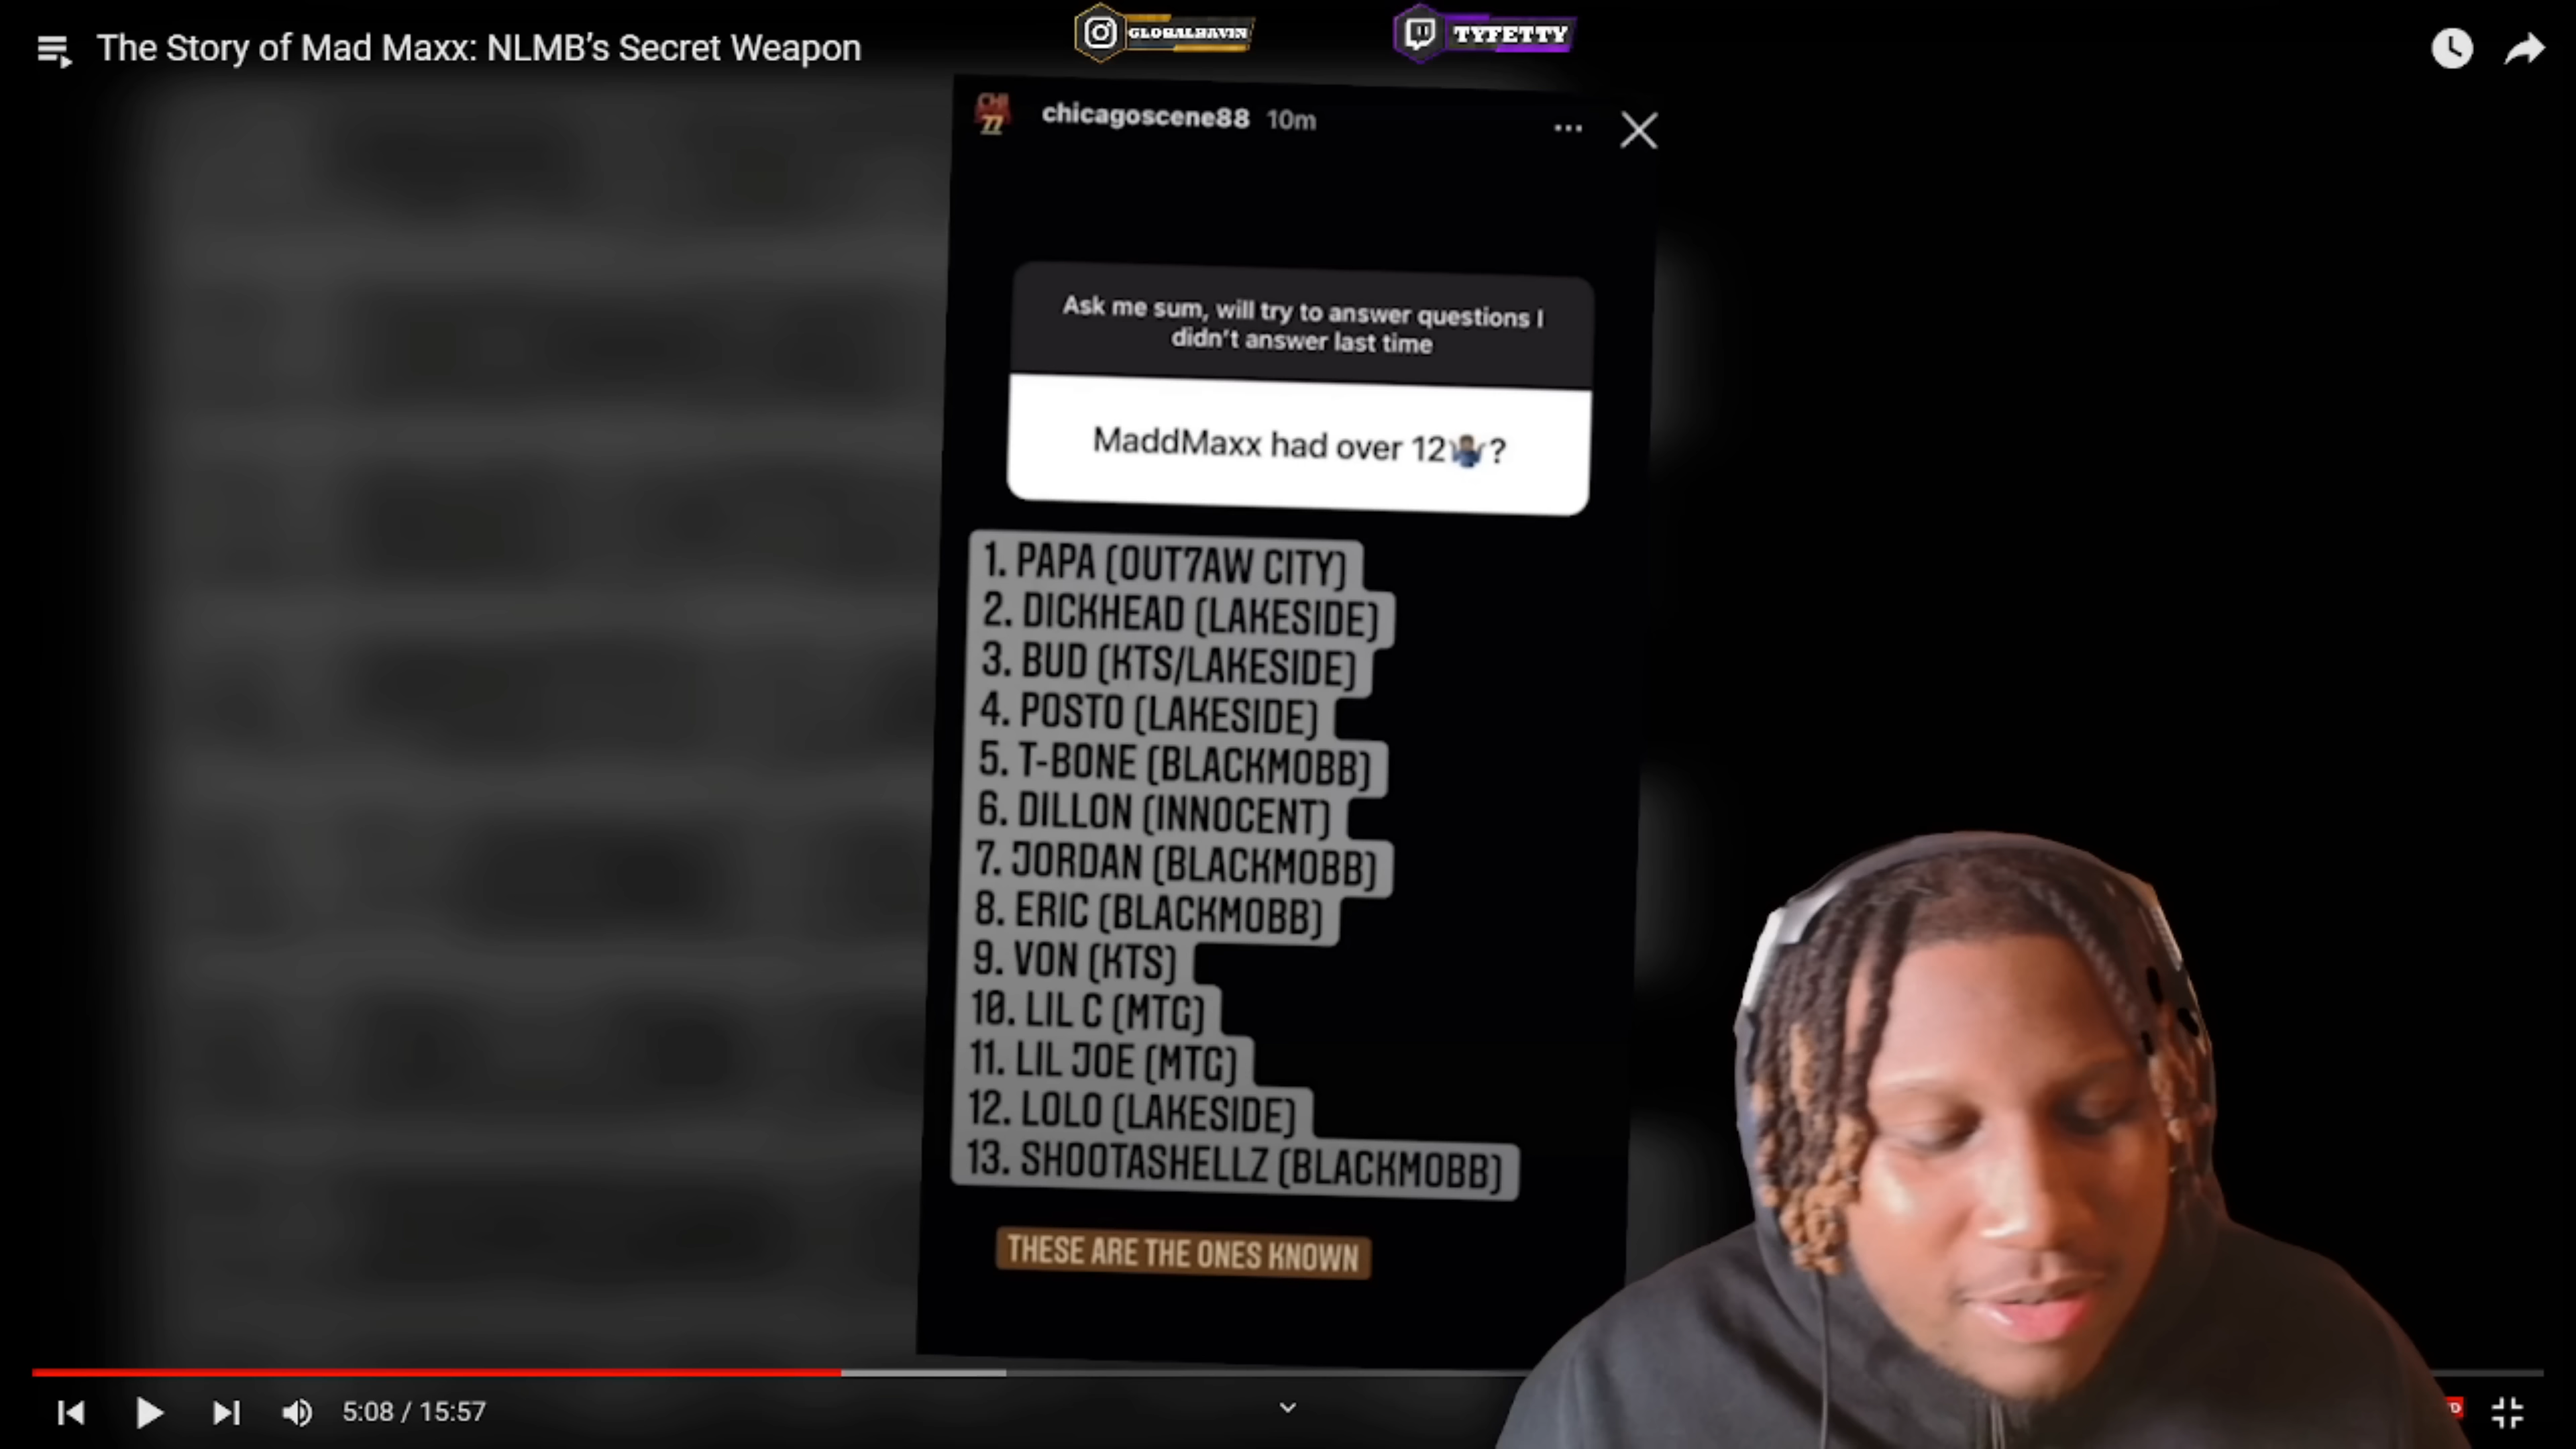 The Story of Mad Maxx: NLMB's Secret Weapon
GLOBALHAVIN
TYFETTY
CHI
77
chicagoscene88 10m
Ask me sum, will try to answer questions I
didn't answer last time
MaddMaxx had over 12🤷🏽‍♂️?
1. PAPA (OUT7AW CITY)
2. DICKHEAD (LAKESIDE)
3. BUD (KTS/LAKESIDE)
4. POSTO (LAKESIDE)
5. T-BONE (BLACKMOBB)
6. DILLON (INNOCENT)
7. JORDAN (BLACKMOBB)
8. ERIC (BLACKMOBB)
9. VON (KTS)
10. LIL C (MTG)
11. LIL JOE (MTG)
12. LOLO (LAKESIDE)
13. SHOOTASHELLZ (BLACKMOBB)
THESE ARE THE ONES KNOWN
5:08 / 15:57